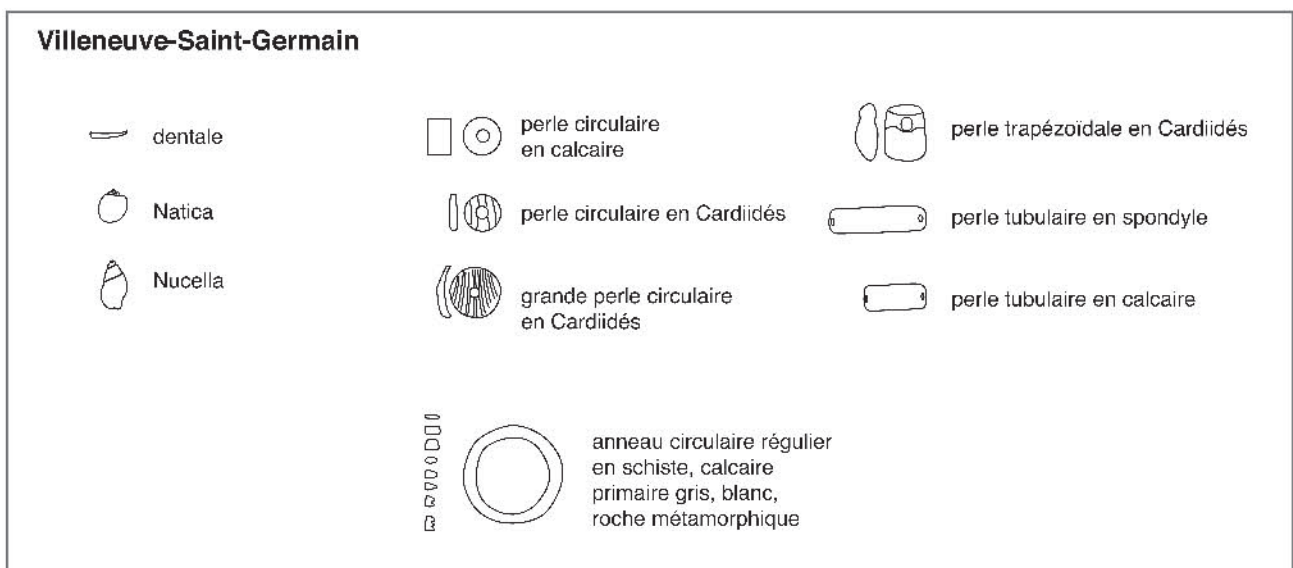 Villeneuve-Saint-Germain
dentale
Natica
Nucella
perle circulaire
en calcaire
perle circulaire en Cardiidés
grande perle circulaire
en Cardiidés
perle trapézoïdale en Cardiidés
perle tubulaire en spondyle
perle tubulaire en calcaire
anneau circulaire régulier
en schiste, calcaire
primaire gris, blanc,
roche métamorphique